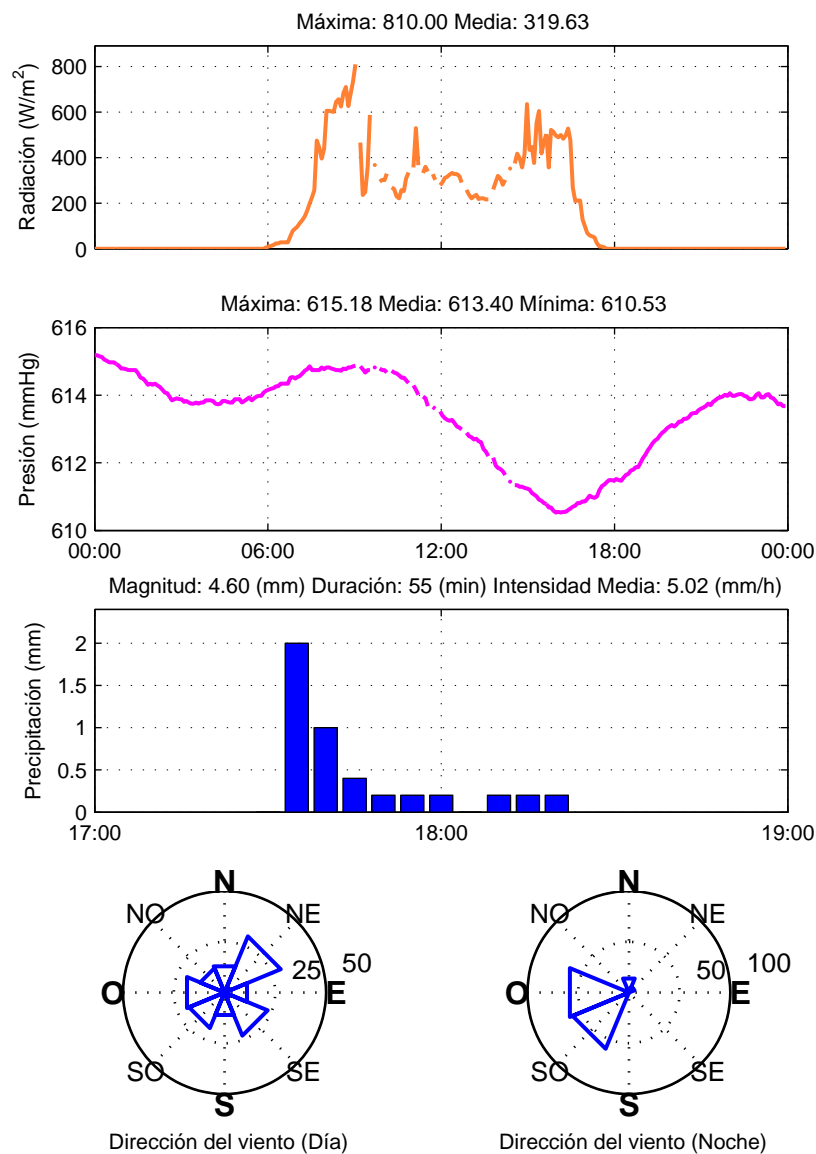 Máxima: 810.00 Media: 319.63
Radiación (W/m²)
800
600
400
200
0
Máxima: 615.18 Media: 613.40 Mínima: 610.53
Presión (mmHg)
616
614
612
610
00:00 06:00 12:00 18:00 00:00
Magnitud: 4.60 (mm) Duración: 55 (min) Intensidad Media: 5.02 (mm/h)
Precipitación (mm)
2
1.5
1
0.5
0
17:00 18:00 19:00
N
NO NE
25 50
O E
SO SE
S
Dirección del viento (Día)
N
NO NE
50 100
O E
SO SE
S
Dirección del viento (Noche)